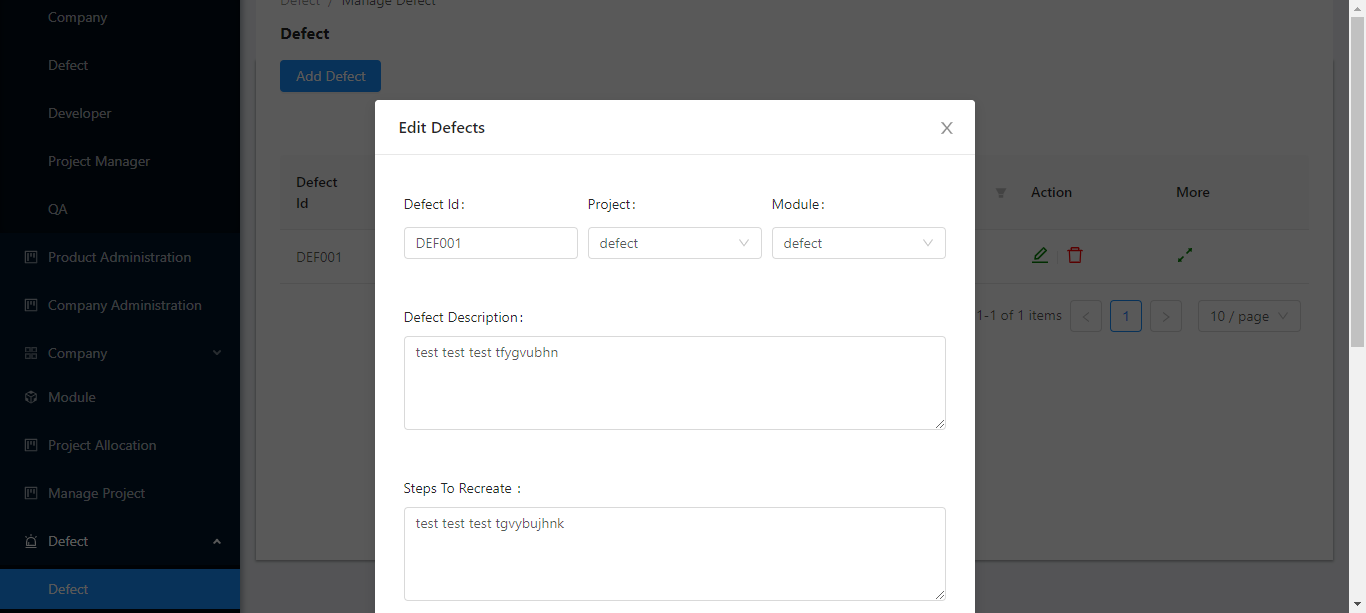 Company
Defect
Developer
Project Manager
QA
Product Administration
Company Administration
Company
Module
Project Allocation
Manage Project
Defect
Defect
Defect / Manage Defect
Defect
Add Defect
Defect
Id
Action
More
DEF001
1-1 of 1 items
< 1 >
10 / page
Edit Defects
Defect Id:
Project:
Module:
DEF001
defect
defect
Defect Description:
test test test tfygvubhn
Steps To Recreate :
test test test tgvybujhnk